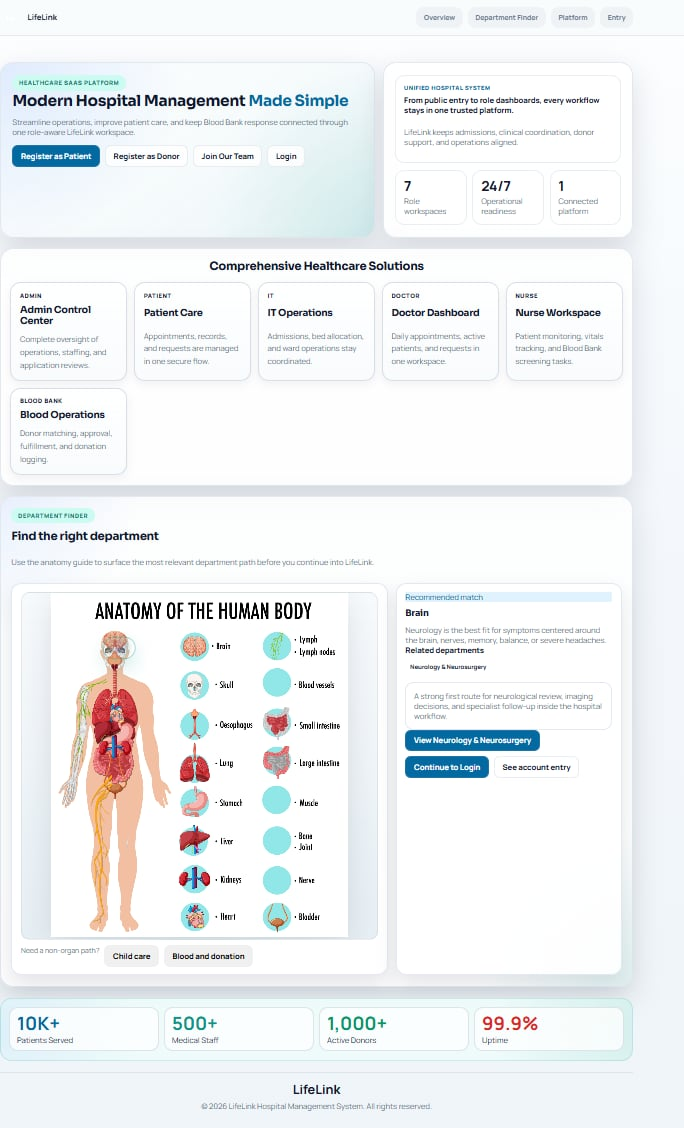 LifeLink
Overview
Department Finder
Platform
Entry
HEALTHCARE SAAS PLATFORM
Modern Hospital Management Made Simple
Streamline operations, improve patient care, and keep Blood Bank response connected through
one role-aware LifeLink workspace.
Register as Patient
Register as Donor
Join Our Team
Login
UNIFIED HOSPITAL SYSTEM
From public entry to role dashboards, every workflow
stays in one trusted platform.
LifeLink keeps admissions, clinical coordination, donor
support, and operations aligned.
7
Role
workspaces
24/7
Operational
readiness
1
Connected
platform
Comprehensive Healthcare Solutions
ADMIN
Admin Control
Center
Complete oversight of
operations, staffing, and
application reviews.
PATIENT
Patient Care
Appointments, records,
and requests are managed
in one secure flow.
IT
IT Operations
Admissions, bed allocation,
and ward operations stay
coordinated.
DOCTOR
Doctor Dashboard
Daily appointments, active
patients, and requests in
one workspace.
NURSE
Nurse Workspace
Patient monitoring, vitals
tracking, and Blood Bank
screening tasks.
BLOOD BANK
Blood Operations
Donor matching, approval,
fulfillment, and donation
logging.
DEPARTMENT FINDER
Find the right department
Use the anatomy guide to surface the most relevant department path before you continue into LifeLink.
ANATOMY OF THE HUMAN BODY
• Brain
• Skull
• Oesophagus
• Lung
• Stomach
• Liver
• Kidneys
• Heart
• Lymph
• Lymph nodes
• Blood vessels
• Small intestine
• Large intestine
• Muscle
• Bone
• Joint
• Nerve
• Bladder
Need a non-organ path?
Child care
Blood and donation
Recommended match
Brain
Neurology is the best fit for symptoms centered around
the brain, nerves, memory, balance, or severe headaches.
Related departments
Neurology & Neurosurgery
A strong first route for neurological review, imaging
decisions, and specialist follow-up inside the hospital
workflow.
View Neurology & Neurosurgery
Continue to Login
See account entry
10K+
Patients Served
500+
Medical Staff
1,000+
Active Donors
99.9%
Uptime
LifeLink
© 2026 LifeLink Hospital Management System. All rights reserved.